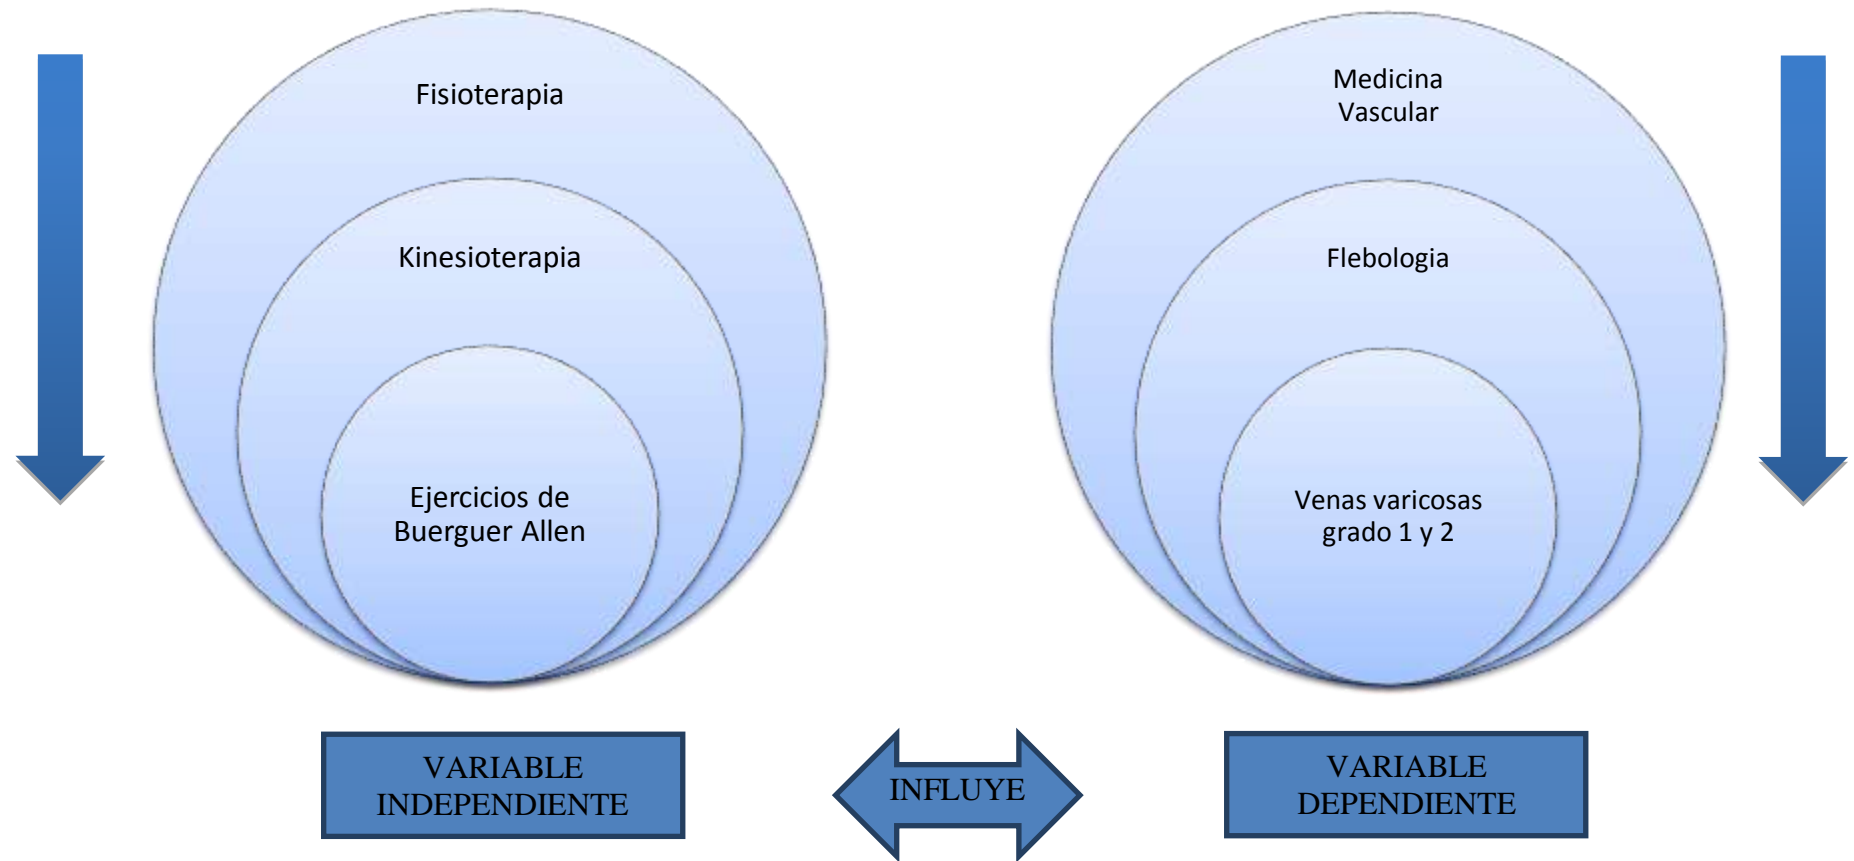 Fisioterapia
Kinesioterapia
Ejercicios de
Buerguer Allen
Medicina
Vascular
Flebologia
Venas varicosas
grado 1 y 2
VARIABLE
INDEPENDIENTE
INFLUYE
VARIABLE
DEPENDIENTE